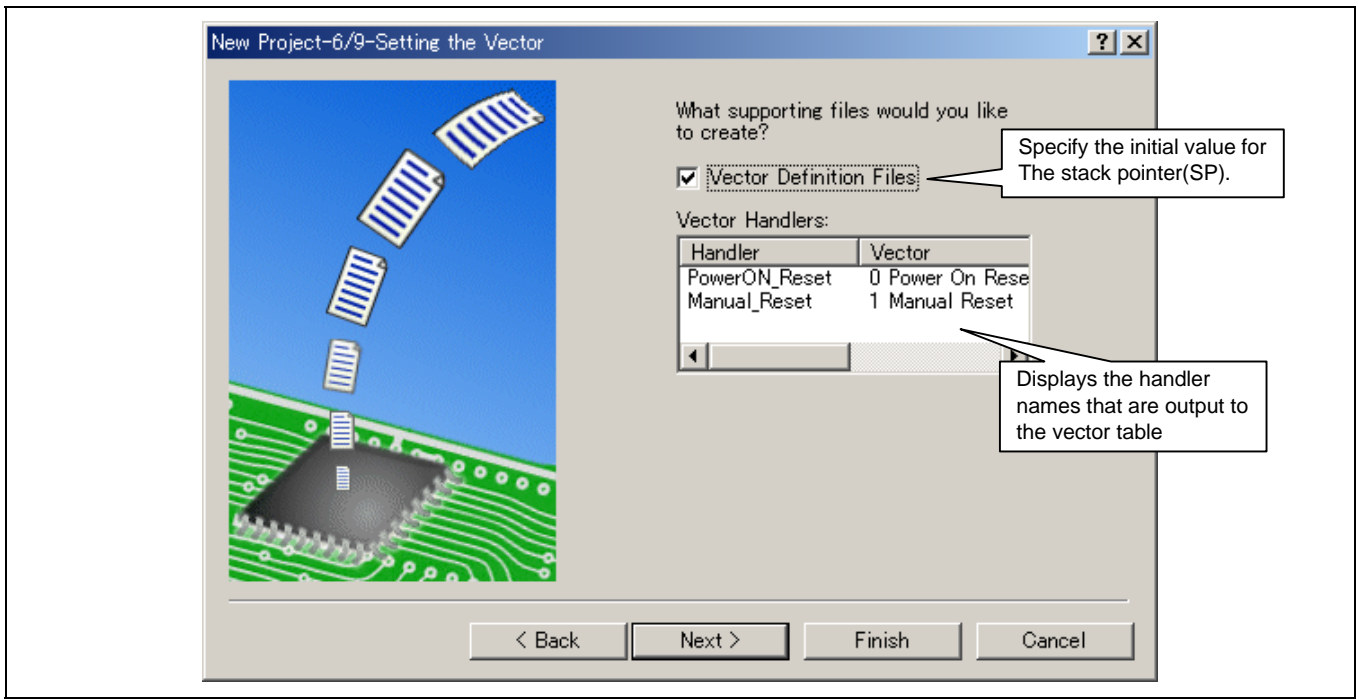 New Project-6/9-Setting the Vector
What supporting files would you like
to create?
Vector Definition Files
Specify the initial value for
The stack pointer(SP).
Vector Handlers:
Handler Vector
PowerON_Reset 0 Power On Rese
Manual_Reset 1 Manual Reset
Displays the handler
names that are output to
the vector table
< Back Next > Finish Cancel